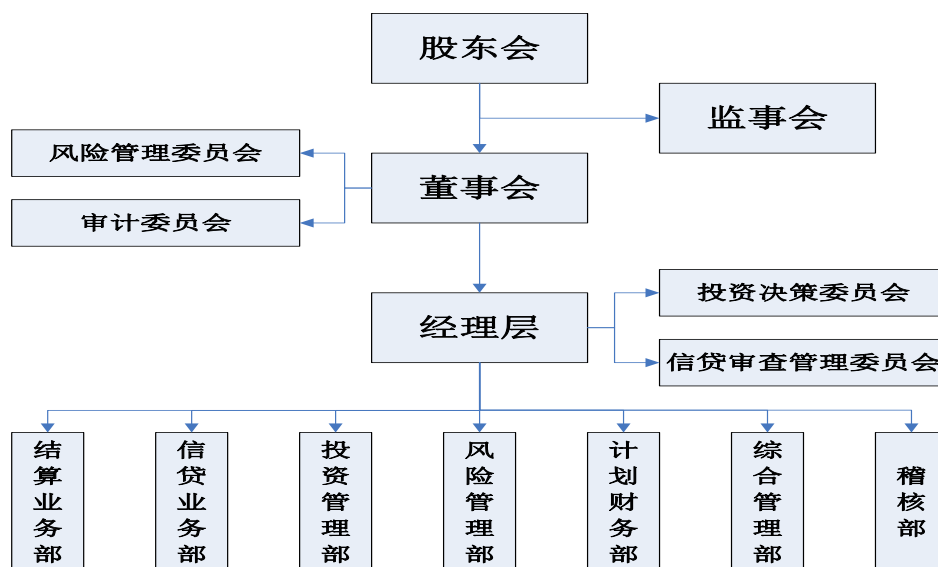 股东会
监事会
风险管理委员会
董事会
审计委员会
投资决策委员会
经理层
信贷审查管理委员会
结算业务部
信贷业务部
投资管理部
风险管理部
计划财务部
综合管理部
稽核部